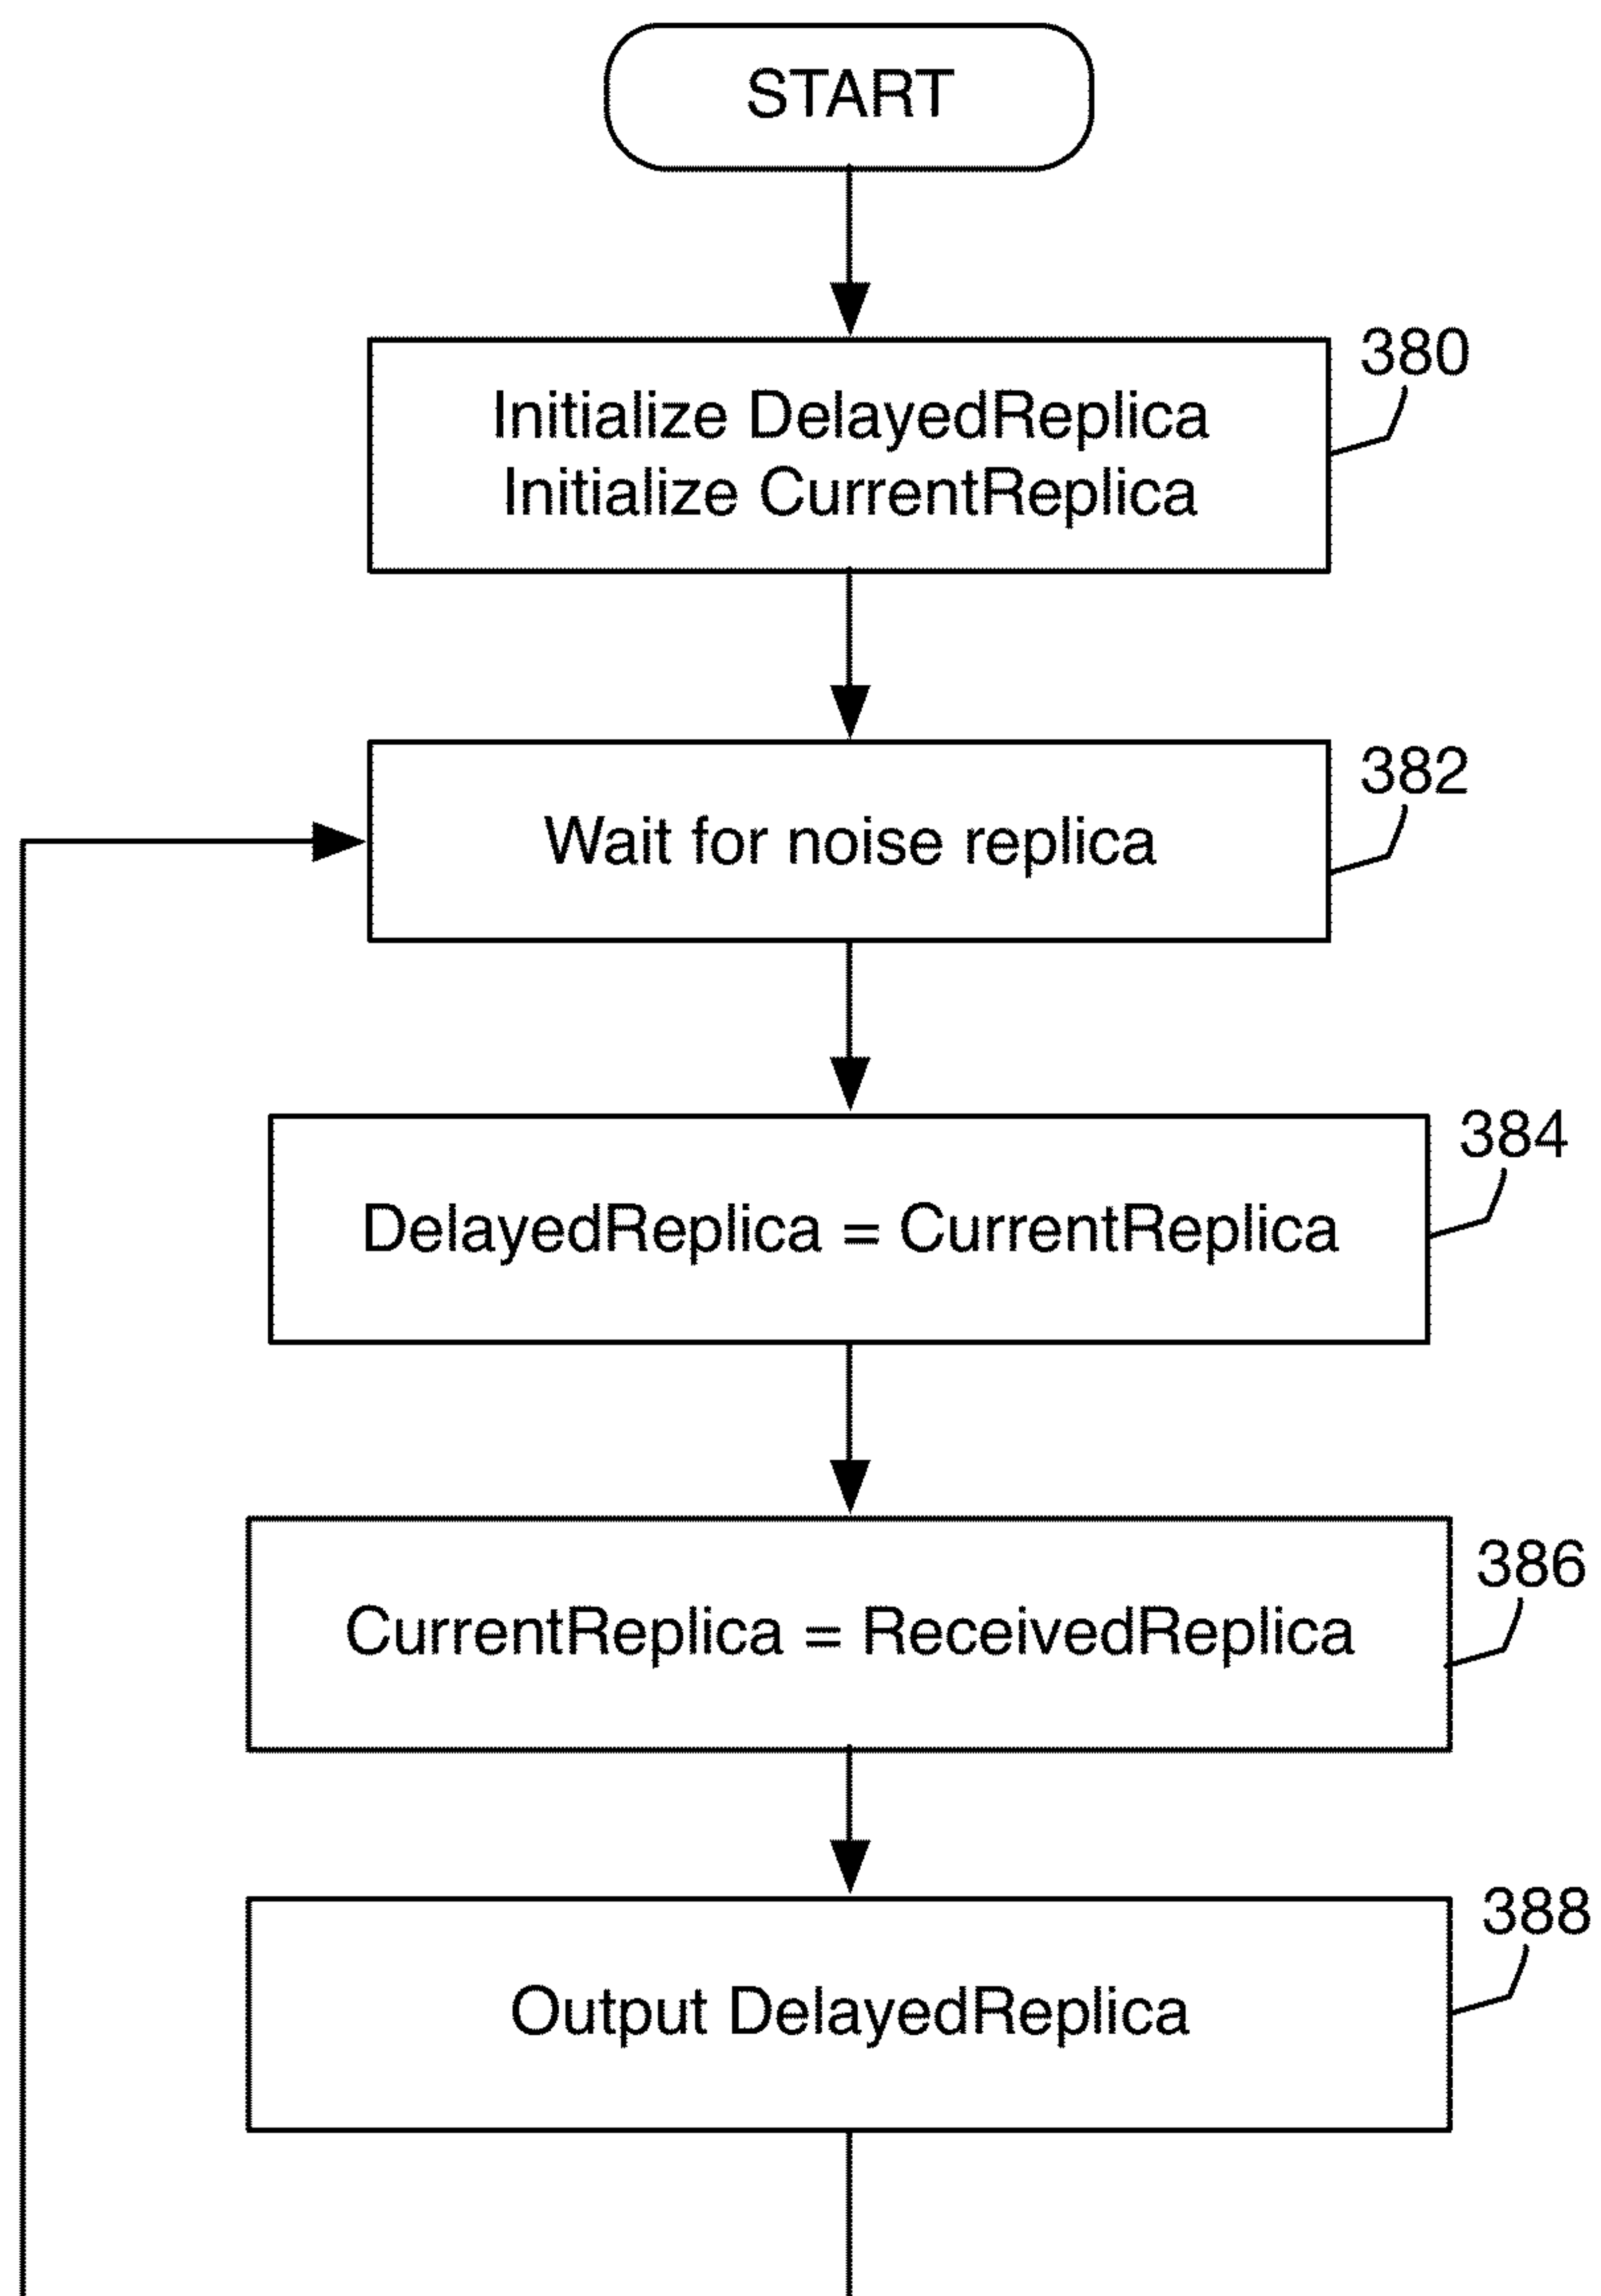 START
380
Initialize DelayedReplica
Initialize CurrentReplica
382
Wait for noise replica
384
DelayedReplica = CurrentReplica
386
CurrentReplica = ReceivedReplica
388
Output DelayedReplica